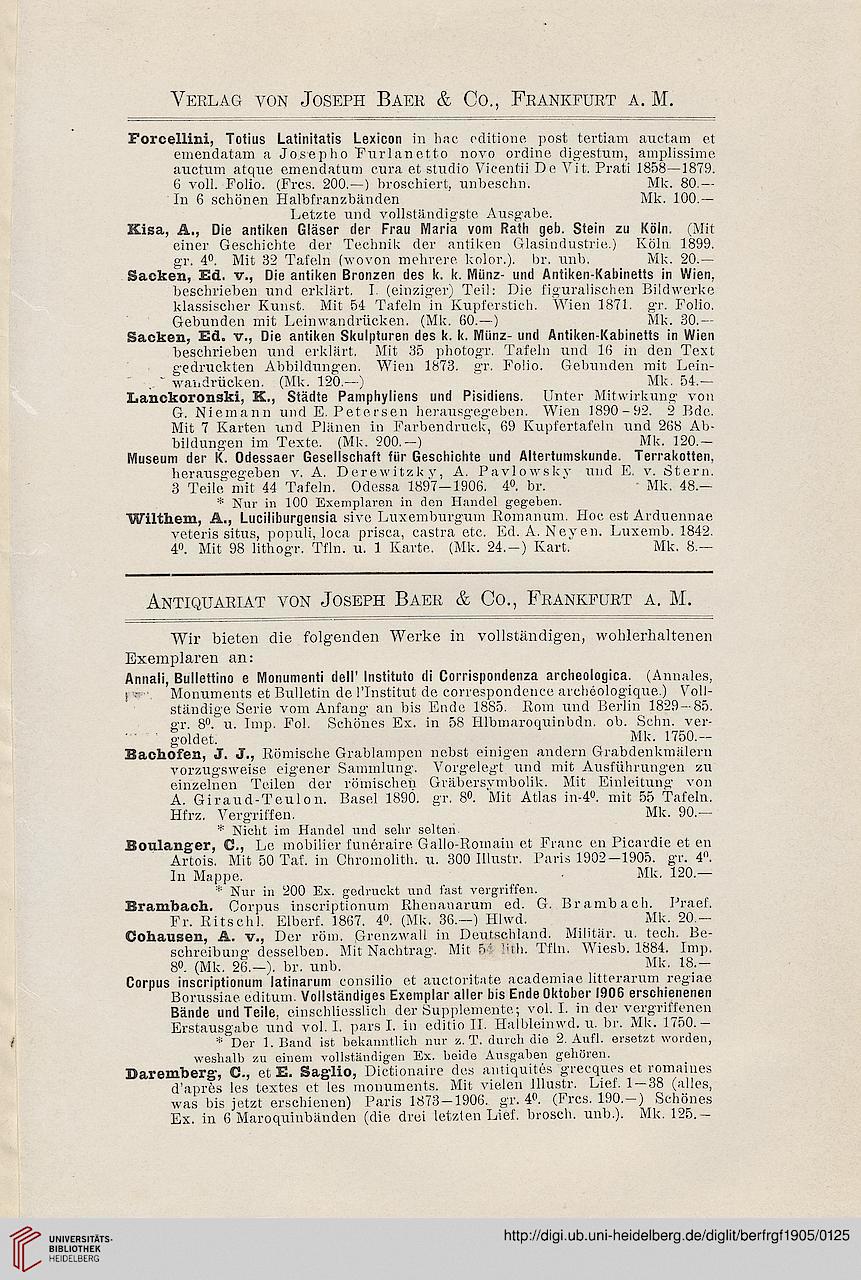 Verlag von Joseph Baer & Co., Frankfurt a. M.
Forcellini, Totius Latinitatis Lexicon in hac editione post tertiam auctam et
emendatam a Josepho Furlanetto novo ordine digestum, amplissime
auctum atque emendatum cura et studio Vicentii De Vit. Prati 1858—1879.
6 voll. Folio. (Frcs. 200.—) broschiert, unbeschn. Mk. 80.—
In 6 schönen Halbfranzbänden Mk. 100.—
Letzte und vollständigste Ausgabe.
Kisa, A., Die antiken Gläser der Frau Maria vom Rath geb. Stein zu Köln. (Mit
einer Geschichte der Technik der antiken Glasindustrie.) Köln 1899.
gr. 4⁰. Mit 32 Tafeln (wovon mehrere kolor.). br. unb. Mk. 20.—
Sacken, Ed. v., Die antiken Bronzen des k. k. Münz- und Antiken-Kabinetts in Wien,
beschrieben und erklärt. I. (einziger) Teil: Die figuralischen Bildwerke
klassischer Kunst. Mit 54 Tafeln in Kupferstich. Wien 1871. gr. Folio.
Gebunden mit Leinwandrücken. (Mk. 60.—) Mk. 30.—
Sacken, Ed. v., Die antiken Skulpturen des k. k. Münz- und Antiken-Kabinetts in Wien
beschrieben und erklärt. Mit 35 photogr. Tafeln und 16 in den Text
gedruckten Abbildungen. Wien 1873. gr. Folio. Gebunden mit Lein-
wandrücken. (Mk. 120.—) Mk. 54.—
Lanckoronski, K., Städte Pamphyliens und Pisidiens. Unter Mitwirkung von
G. Niemann und E. Petersen herausgegeben. Wien 1890-92. 2 Bde.
Mit 7 Karten und Plänen in Farbendruck, 69 Kupfertafeln und 268 Ab-
bildungen im Texte. (Mk. 200.—) Mk. 120.—
Museum der K. Odessaer Gesellschaft für Geschichte und Altertumskunde. Terrakotten,
herausgegeben v. A. Derewitzky, A. Pavlowsky und E. v. Stern.
3 Teile mit 44 Tafeln. Odessa 1897—1906. 4⁰. br. Mk. 48.—
* Nur in 100 Exemplaren in den Handel gegeben.
Wilthem, A., Luciliburgensia sive Luxemburgum Romanum. Hoc est Arduennae
veteris situs, populi, loca prisca, castra etc. Ed. A. Neyen. Luxemb. 1842.
4⁰. Mit 98 lithogr. Tfln. u. 1 Karte. (Mk. 24.—) Kart. Mk. 8.—
Antiquariat von Joseph Baer & Co., Frankfurt a. M.
Wir bieten die folgenden Werke in vollständigen, wohlerhaltenen
Exemplaren an:
Annali, Bullettino e Monumenti dell' Instituto di Corrispondenza archeologica. (Annales,
Monuments et Bulletin de l'Institut de correspondence archéologique.) Voll-
ständige Serie vom Anfang an bis Ende 1885. Rom und Berlin 1829—85.
gr. 8⁰. u. Imp. Fol. Schönes Ex. in 58 Hlbmaroquinbdn. ob. Schn. ver-
goldet. Mk. 1750.—
Bachofen, J. J., Römische Grablampen nebst einigen andern Grabdenkmälern
vorzugsweise eigener Sammlung. Vorgelegt und mit Ausführungen zu
einzelnen Teilen der römischen Gräbersymbolik. Mit Einleitung von
A. Giraud-Teulon. Basel 1890. gr. 8⁰. Mit Atlas in-4⁰. mit 55 Tafeln.
Hfrz. Vergriffen. Mk. 90.—
* Nicht im Handel und sehr selten.
Boulanger, C., Le mobilier funéraire Gallo-Romain et Franc en Picardie et en
Artois. Mit 50 Taf. in Chromolith. u. 300 Illustr. Paris 1902—1905. gr. 4⁰.
In Mappe. Mk. 120.—
* Nur in 200 Ex. gedruckt und fast vergriffen.
Brambach. Corpus inscriptionum Rhenanarum ed. G. Brambach. Praef.
Fr. Ritschl. Elberf. 1867. 4⁰. (Mk. 36.—) Hlwd. Mk. 20.—
Cohausen, A. v., Der röm. Grenzwall in Deutschland. Militär. u. tech. Be-
schreibung desselben. Mit Nachtrag. Mit 54 lith. Tfln. Wiesb. 1884. Imp.
8⁰. (Mk. 26.—). br. unb. Mk. 18.—
Corpus inscriptionum latinarum consilio et auctoritate academiae litterarum regiae
Borussiae editum. Vollständiges Exemplar aller bis Ende Oktober 1906 erschienenen
Bände und Teile, einschliesslich der Supplemente; vol. I. in der vergriffenen
Erstausgabe und vol. I. pars I. in editio II. Halbleinwd. u. br. Mk. 1750.—
* Der 1. Band ist bekanntlich nur z. T. durch die 2. Aufl. ersetzt worden,
weshalb zu einem vollständigen Ex. beide Ausgaben gehören.
Daremberg, C., et E. Saglio, Dictionaire des antiquités grecques et romaines
d'après les textes et les monuments. Mit vielen Illustr. Lief. 1—38 (alles,
was bis jetzt erschienen) Paris 1873—1906. gr. 4⁰. (Frcs. 190.—) Schönes
Ex. in 6 Maroquinbänden (die drei letzten Lief. brosch. unb.). Mk. 125.—
UNIVERSITÄTS-
BIBLIOTHEK
HEIDELBERG
http://digi.ub.uni-heidelberg.de/diglit/berfrgf1905/0125